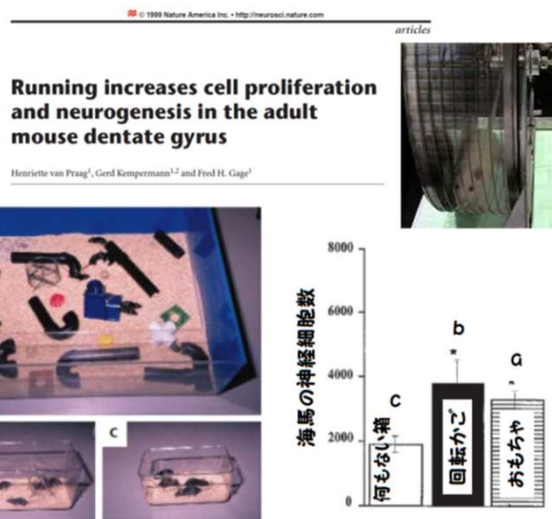 © 1999 Nature America Inc. • http://neurosci.nature.com
articles
Running increases cell proliferation
and neurogenesis in the adult
mouse dentate gyrus
Henriette van Praag¹, Gerd Kempermann¹,² and Fred H. Gage¹
C
海馬の神経細胞数
8000
6000
4000
2000
0
c
何もない箱
b
*
回転かご
a
おもちゃ